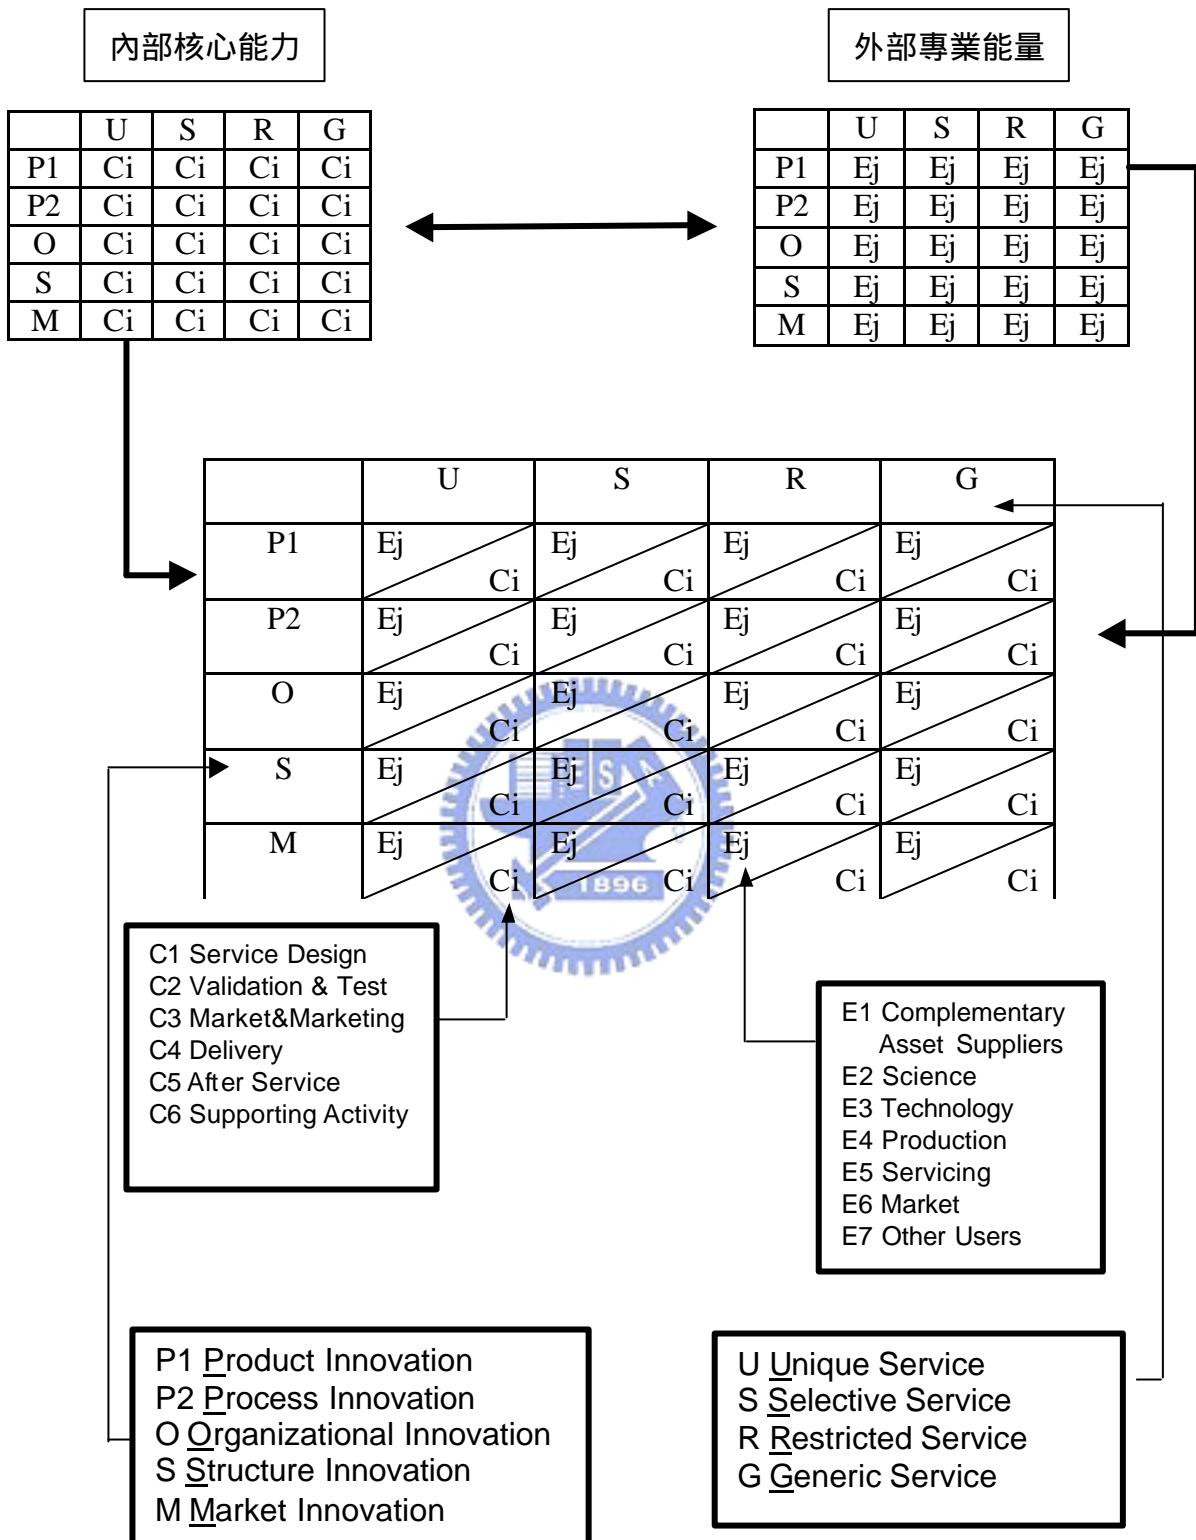 內部核心能力
外部專業能量
U S R G
P1 Ci Ci Ci Ci
P2 Ci Ci Ci Ci
O Ci Ci Ci Ci
S Ci Ci Ci Ci
M Ci Ci Ci Ci
U S R G
P1 Ej Ej Ej Ej
P2 Ej Ej Ej Ej
O Ej Ej Ej Ej
S Ej Ej Ej Ej
M Ej Ej Ej Ej
U S R G
P1 Ej Ej Ej Ej
Ci Ci Ci Ci
P2 Ej Ej Ej Ej
Ci Ci Ci Ci
O Ej Ej Ej Ej
Ci Ci Ci Ci
S Ej Ej Ej Ej
Ci Ci Ci Ci
M Ej Ej Ej Ej
Ci Ci Ci Ci
ES
1896
C1 Service Design
C2 Validation & Test
C3 Market&Marketing
C4 Delivery
C5 After Service
C6 Supporting Activity
E1 Complementary
Asset Suppliers
E2 Science
E3 Technology
E4 Production
E5 Servicing
E6 Market
E7 Other Users
P1 Product Innovation
P2 Process Innovation
O Organizational Innovation
S Structure Innovation
M Market Innovation
U Unique Service
S Selective Service
R Restricted Service
G Generic Service